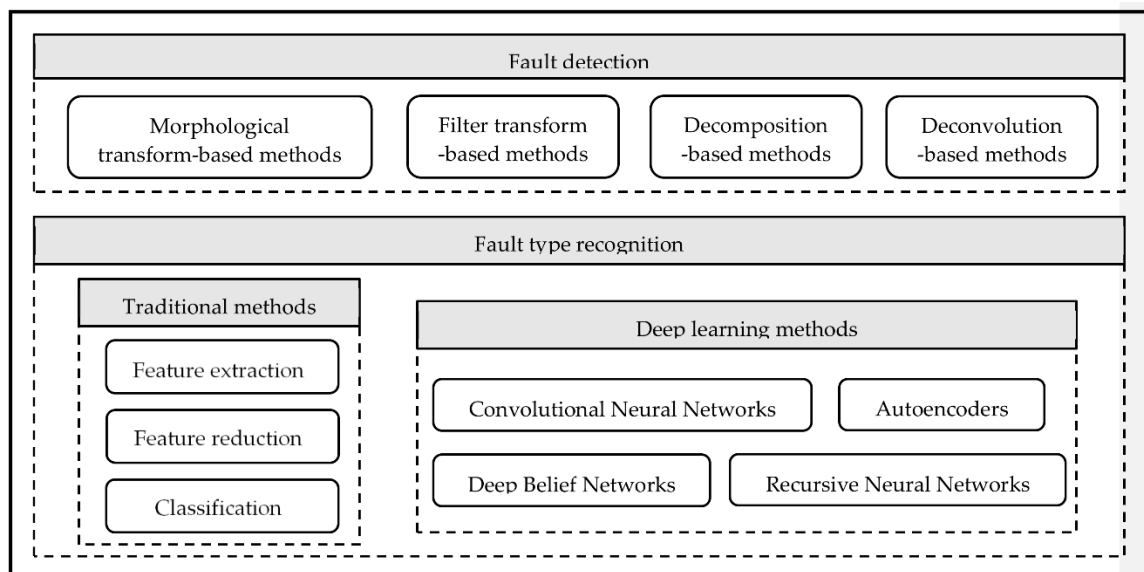 Fault detection
Morphological
transform-based methods
Filter transform
-based methods
Decomposition
-based methods
Deconvolution
-based methods
Fault type recognition
Traditional methods
Feature extraction
Feature reduction
Classification
Deep learning methods
Convolutional Neural Networks
Autoencoders
Deep Belief Networks
Recursive Neural Networks